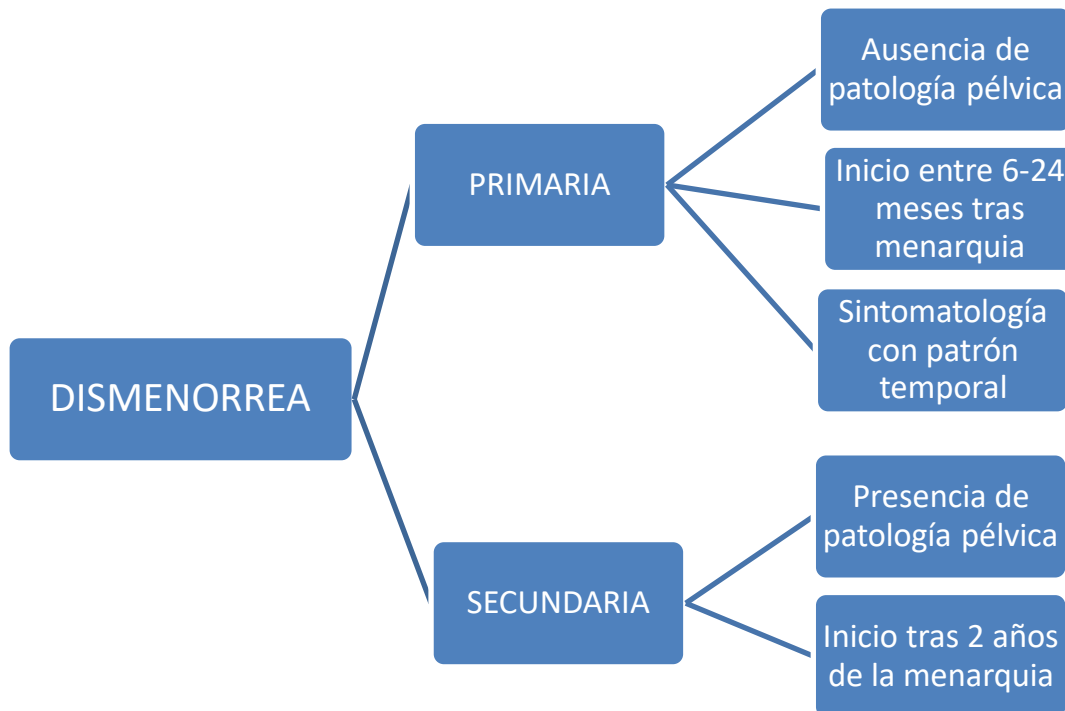 DISMENORREA
PRIMARIA
Ausencia de
patología pélvica
Inicio entre 6-24
meses tras
menarquia
Sintomatología
con patrón
temporal
SECUNDARIA
Presencia de
patología pélvica
Inicio tras 2 años
de la menarquia